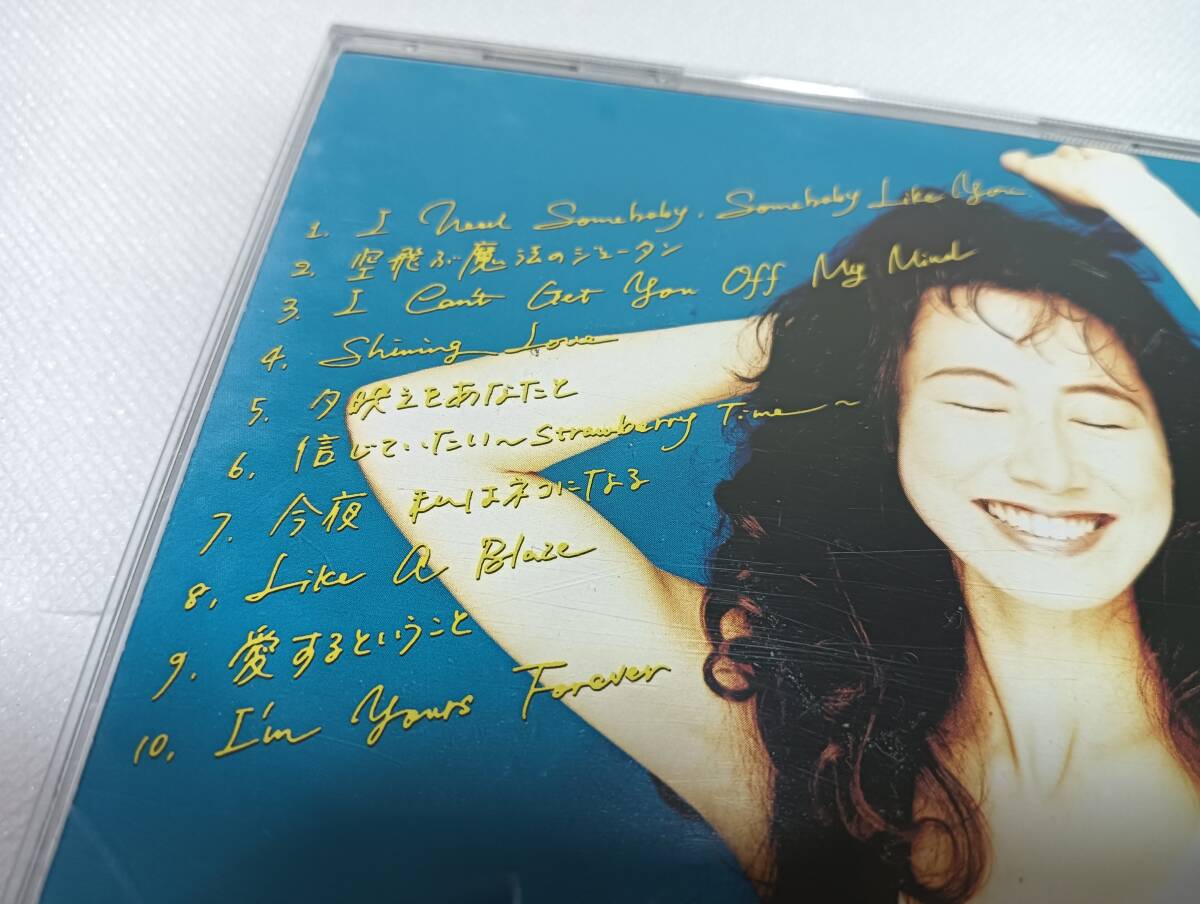 1. I Need Somebody, Somebody Like You
2. 空飛ぶ魔法のジュータン
3. I Can't Get You Off My Mind
4. Shining Love
5. 夕映えをあなたと
6. 信じていたい～Strawberry Time～
7. 今夜 私はネコになる
8. Like A Blaze
9. 愛するということ
10. I'm Yours Forever